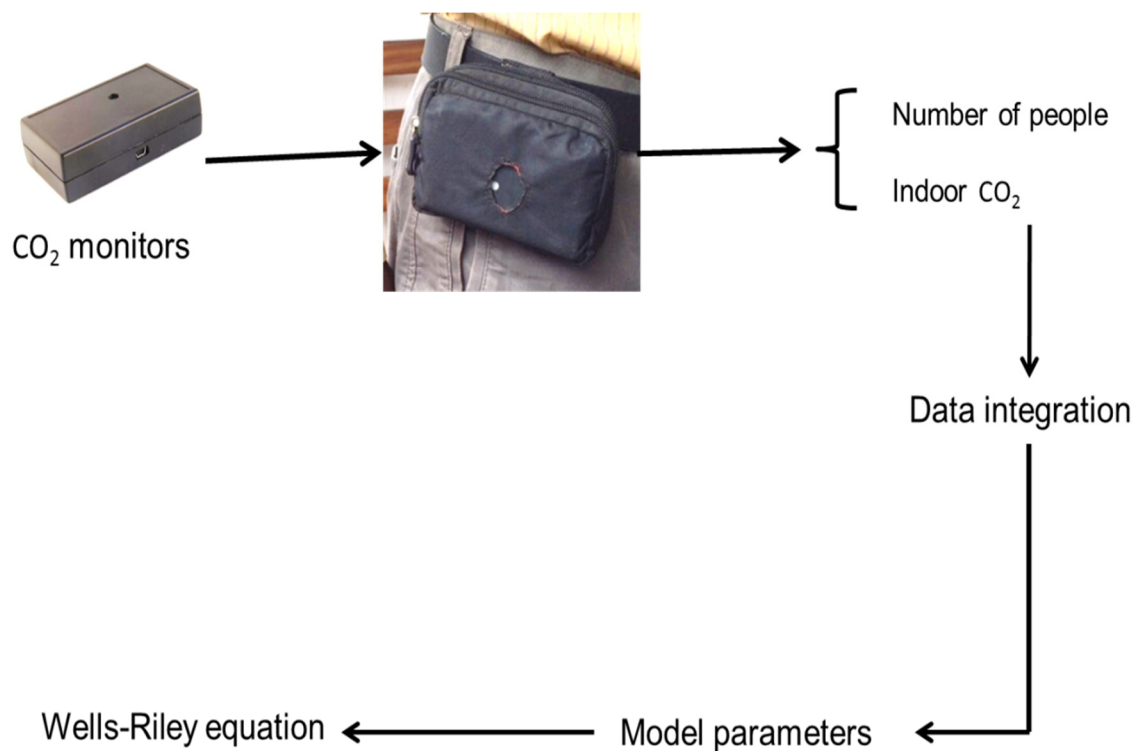 CO₂ monitors
Number of people
Indoor CO₂
Data integration
Model parameters
Wells-Riley equation